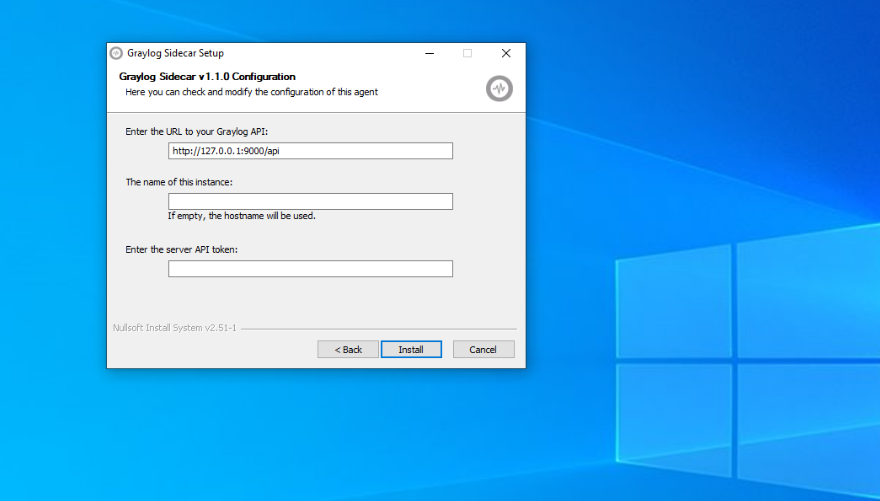 Graylog Sidecar Setup
Graylog Sidecar v1.1.0 Configuration
Here you can check and modify the configuration of this agent
Enter the URL to your Graylog API:
http://127.0.0.1:9000/api
The name of this instance:
If empty, the hostname will be used.
Enter the server API token:
Nullsoft Install System v2.51-1
< Back Install Cancel